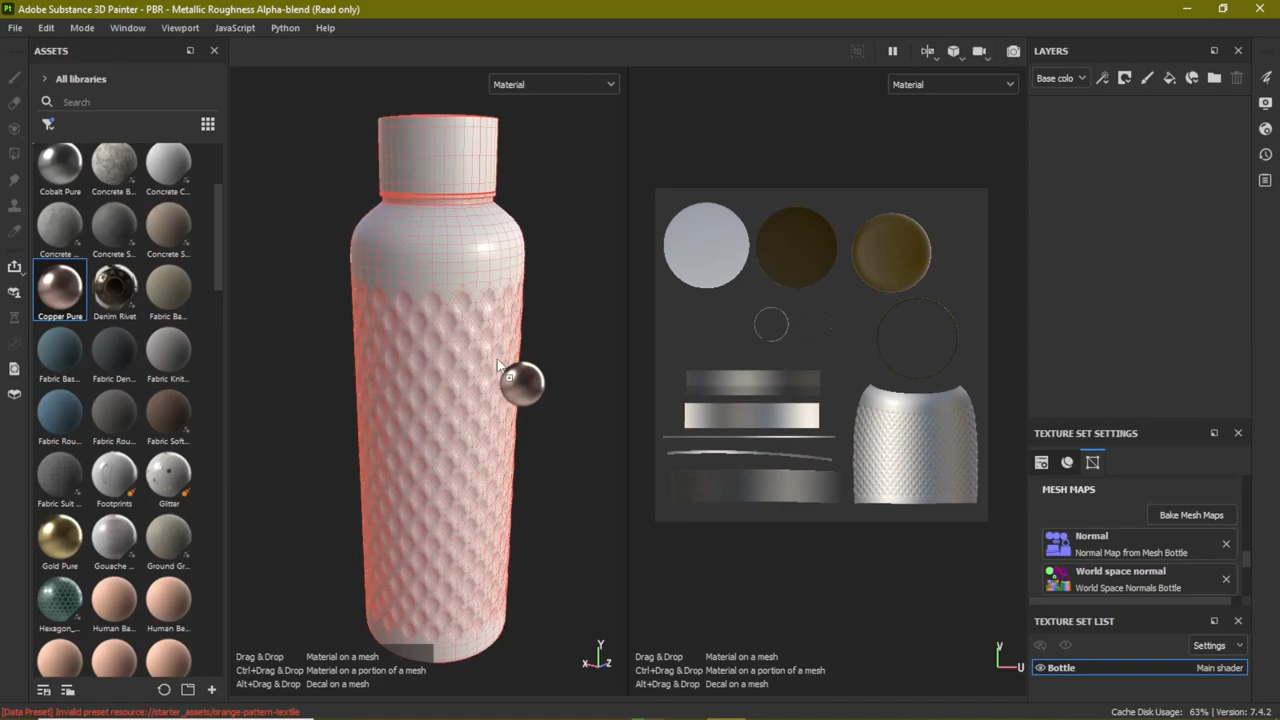 Adobe Substance 3D Painter - PBR - Metallic Roughness Alpha-blend (Read only)
File Edit Mode Window Viewport JavaScript Python Help
ASSETS
All libraries
Search
Cobalt Pure Concrete B... Concrete C...
Concrete ... Concrete S... Concrete S...
Copper Pure Denim Rivet Fabric Ba...
Fabric Bas... Fabric Den... Fabric Knit...
Fabric Rou... Fabric Rou... Fabric Soft...
Fabric Suit ... Footprints Glitter
Gold Pure Gouache ... Ground Gr...
Hexagon_... Human Ba... Human Be...
Material
Material
Drag & Drop Material on a mesh
Ctrl+Drag & Drop Material on a portion of a mesh
Alt+Drag & Drop Decal on a mesh
Y
X Z
Drag & Drop Material on a mesh
Ctrl+Drag & Drop Material on a portion of a mesh
Alt+Drag & Drop Decal on a mesh
V
U
LAYERS
Base colo
TEXTURE SET SETTINGS
MESH MAPS
Bake Mesh Maps
Normal
Normal Map from Mesh Bottle
World space normal
World Space Normals Bottle
TEXTURE SET LIST
Settings
Bottle Main shader
[Data Preset] Invalid preset resource://starter_assets/orange-pattern-textile
Cache Disk Usage: 63% | Version: 7.4.2